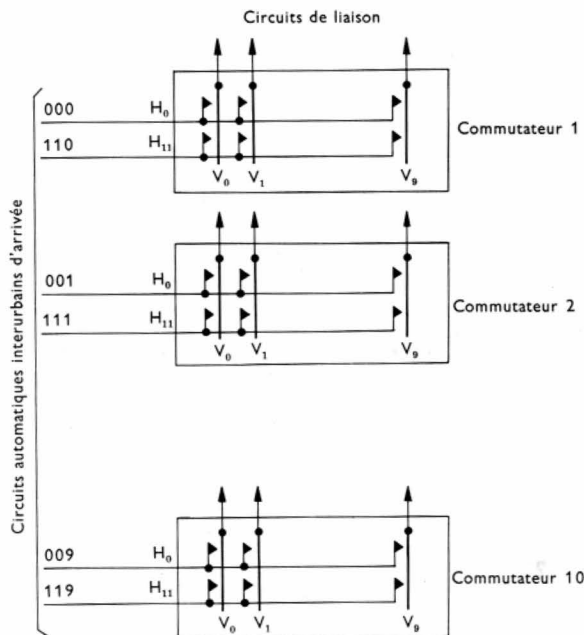 Circuits de liaison
Circuits automatiques interurbains d'arrivée
000 H₀
110 H₁₁
V₀ V₁ V₉
Commutateur 1
001 H₀
111 H₁₁
V₀ V₁ V₉
Commutateur 2
009 H₀
119 H₁₁
V₀ V₁ V₉
Commutateur 10